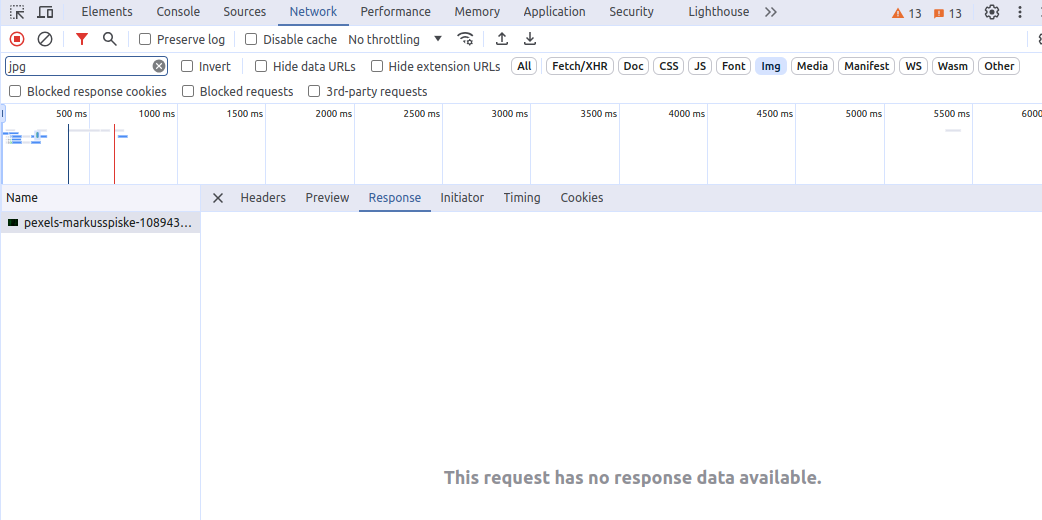 Elements Console Sources Network Performance Memory Application Security Lighthouse 13 13
Preserve log Disable cache No throttling
jpg Invert Hide data URLs Hide extension URLs All Fetch/XHR Doc CSS JS Font Img Media Manifest WS Wasm Other
Blocked response cookies Blocked requests 3rd-party requests
500 ms 1000 ms 1500 ms 2000 ms 2500 ms 3000 ms 3500 ms 4000 ms 4500 ms 5000 ms 5500 ms 6000
Name Headers Preview Response Initiator Timing Cookies
pexels-markusspiske-108943...
This request has no response data available.